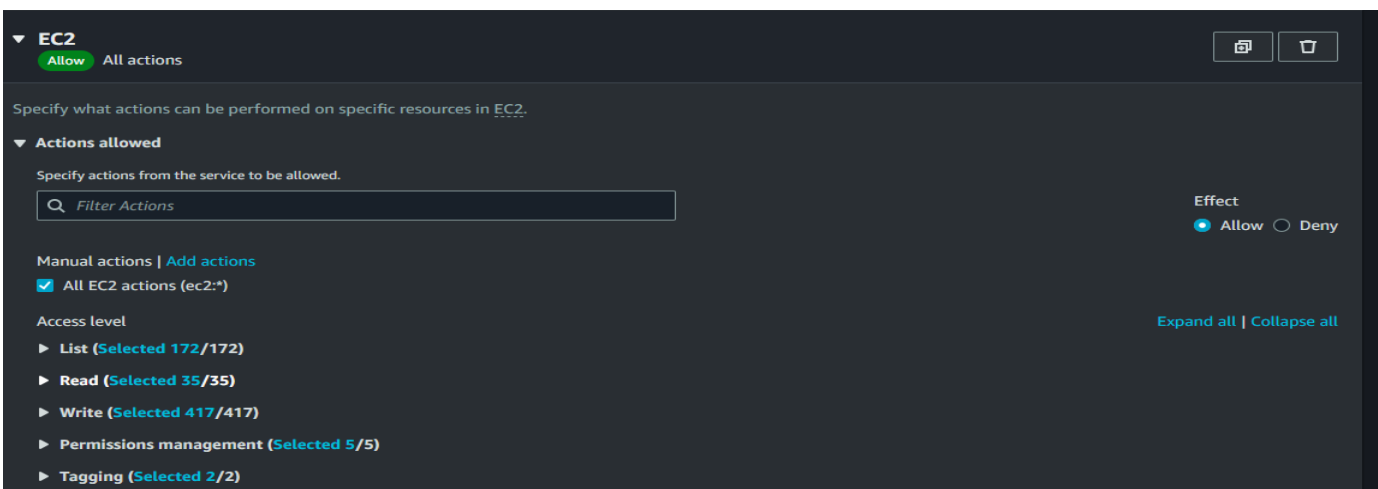 EC2
Allow All actions
Specify what actions can be performed on specific resources in EC2.
Actions allowed
Specify actions from the service to be allowed.
Filter Actions
Effect
Allow Deny
Manual actions | Add actions
All EC2 actions (ec2:*)
Access level
Expand all | Collapse all
List (Selected 172/172)
Read (Selected 35/35)
Write (Selected 417/417)
Permissions management (Selected 5/5)
Tagging (Selected 2/2)